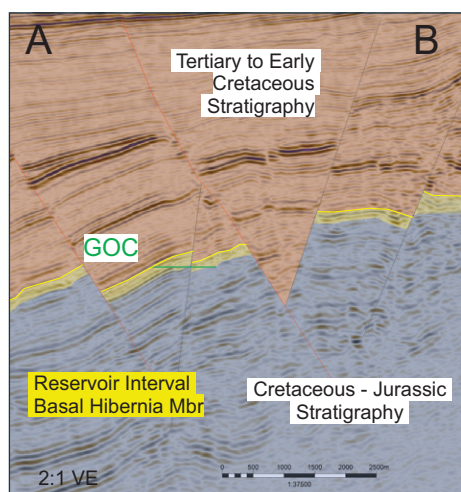 A
B
Tertiary to Early
Cretaceous
Stratigraphy
GOC
Reservoir Interval
Basal Hibernia Mbr
Cretaceous - Jurassic
Stratigraphy
2:1 VE
0 500 1000 1500 2000 2500m
1:37500